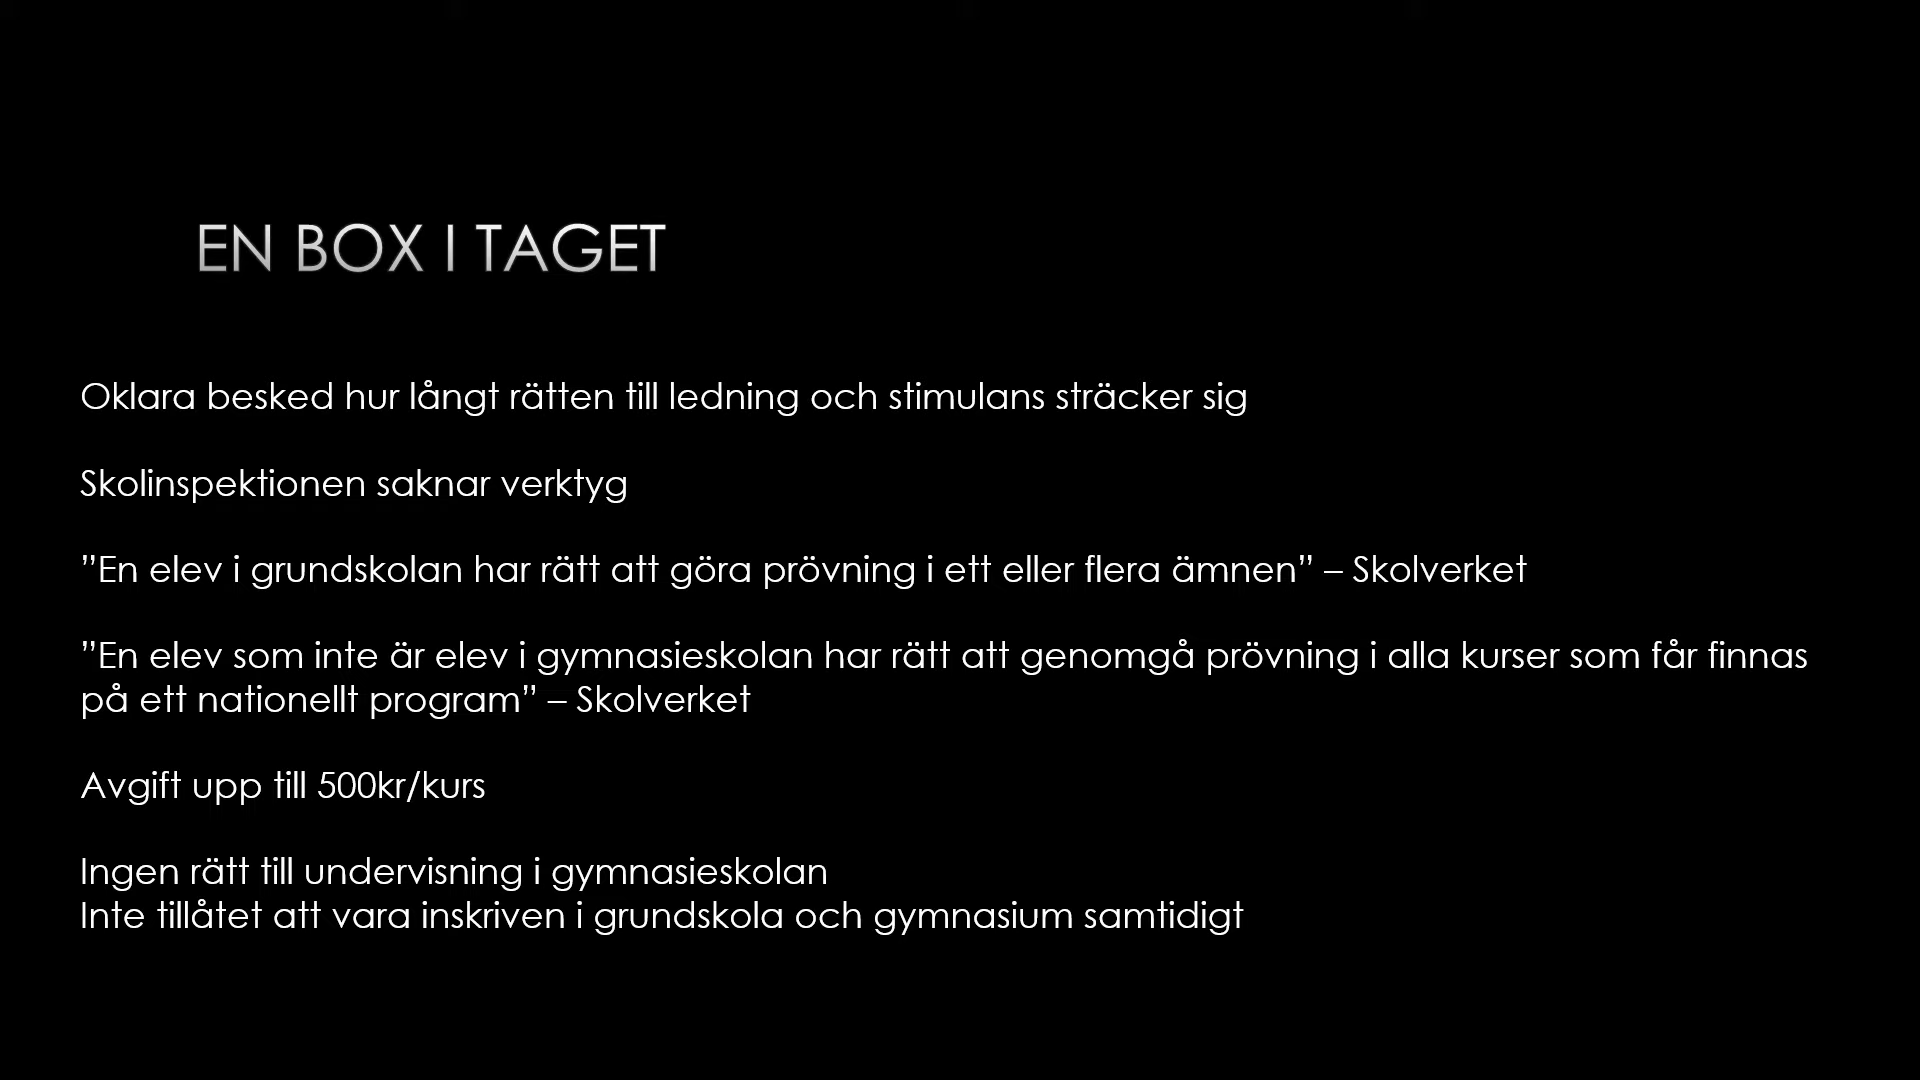 EN BOX I TAGET
Oklara besked hur långt rätten till ledning och stimulans sträcker sig
Skolinspektionen saknar verktyg
”En elev i grundskolan har rätt att göra prövning i ett eller flera ämnen” – Skolverket
”En elev som inte är elev i gymnasieskolan har rätt att genomgå prövning i alla kurser som får finnas
på ett nationellt program” – Skolverket
Avgift upp till 500kr/kurs
Ingen rätt till undervisning i gymnasieskolan
Inte tillåtet att vara inskriven i grundskola och gymnasium samtidigt